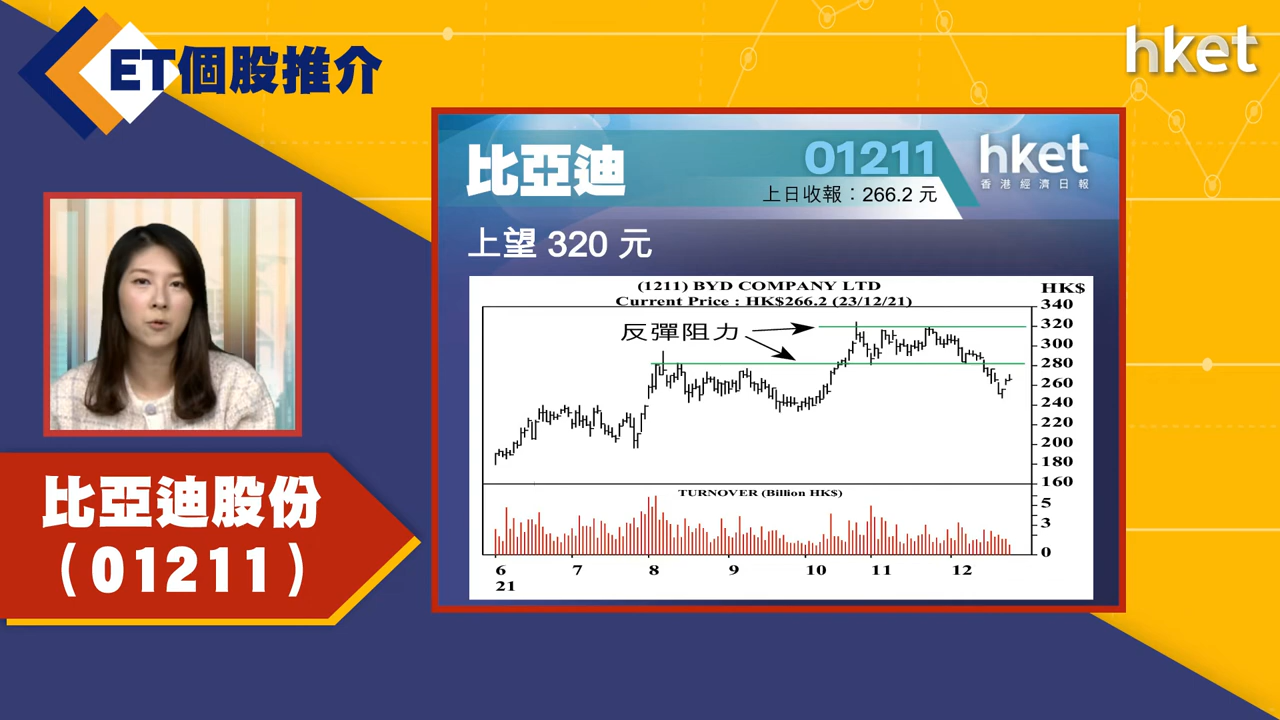 ET個股推介
hket
比亞迪
01211
上日收報：266.2 元
hket
香港經濟日報
上望 320 元
(1211) BYD COMPANY LTD
Current Price : HK$266.2 (23/12/21)
HK$
反彈阻力
340
320
300
280
260
240
220
200
180
160
TURNOVER (Billion HK$)
5
3
0
6 7 8 9 10 11 12
21
比亞迪股份
（01211）